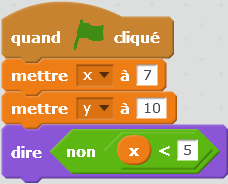 quand cliqué
mettre x à 7
mettre y à 10
dire non x < 5